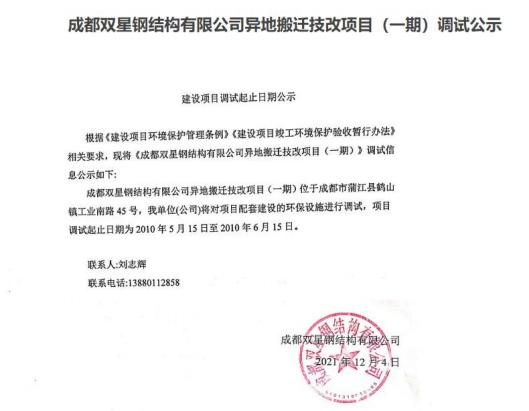 成都双星钢结构有限公司异地搬迁技改项目（一期）调试公示
建设项目调试起止日期公示
根据《建设项目环境保护管理条例》《建设项目竣工环境保护验收暂行办法》
相关要求，现将《成都双星钢结构有限公司异地搬迁技改项目（一期）》调试信
息公示如下：
成都双星钢结构有限公司异地搬迁技改项目（一期）位于成都市蒲江县鹤山
镇工业南路 45 号，我单位(公司)将对项目配套建设的环保设施进行调试，项目
调试起止日期为 2010 年 5 月 15 日至 2010 年 6 月 15 日。
联系人:刘志辉
联系电话:13880112858
成都双星钢结构有限公司
2021 年 12 月 4 日
成都双星钢结构有限公司